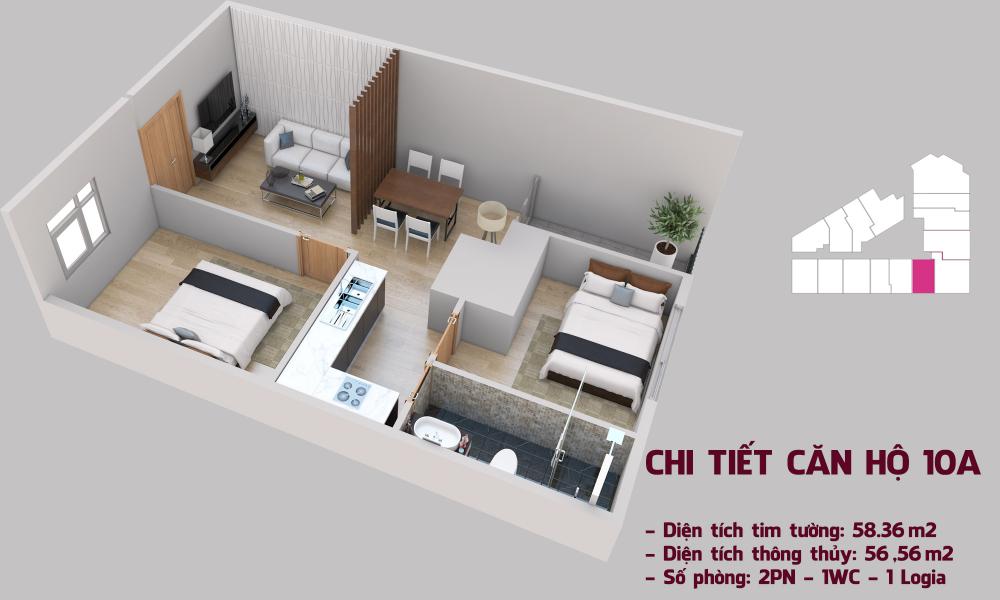 CHI TIẾT CĂN HỘ 10A
- Diện tích tim tường: 58.36 m2
- Diện tích thông thủy: 56 ,56 m2
- Số phòng: 2PN - 1WC - 1 Logia